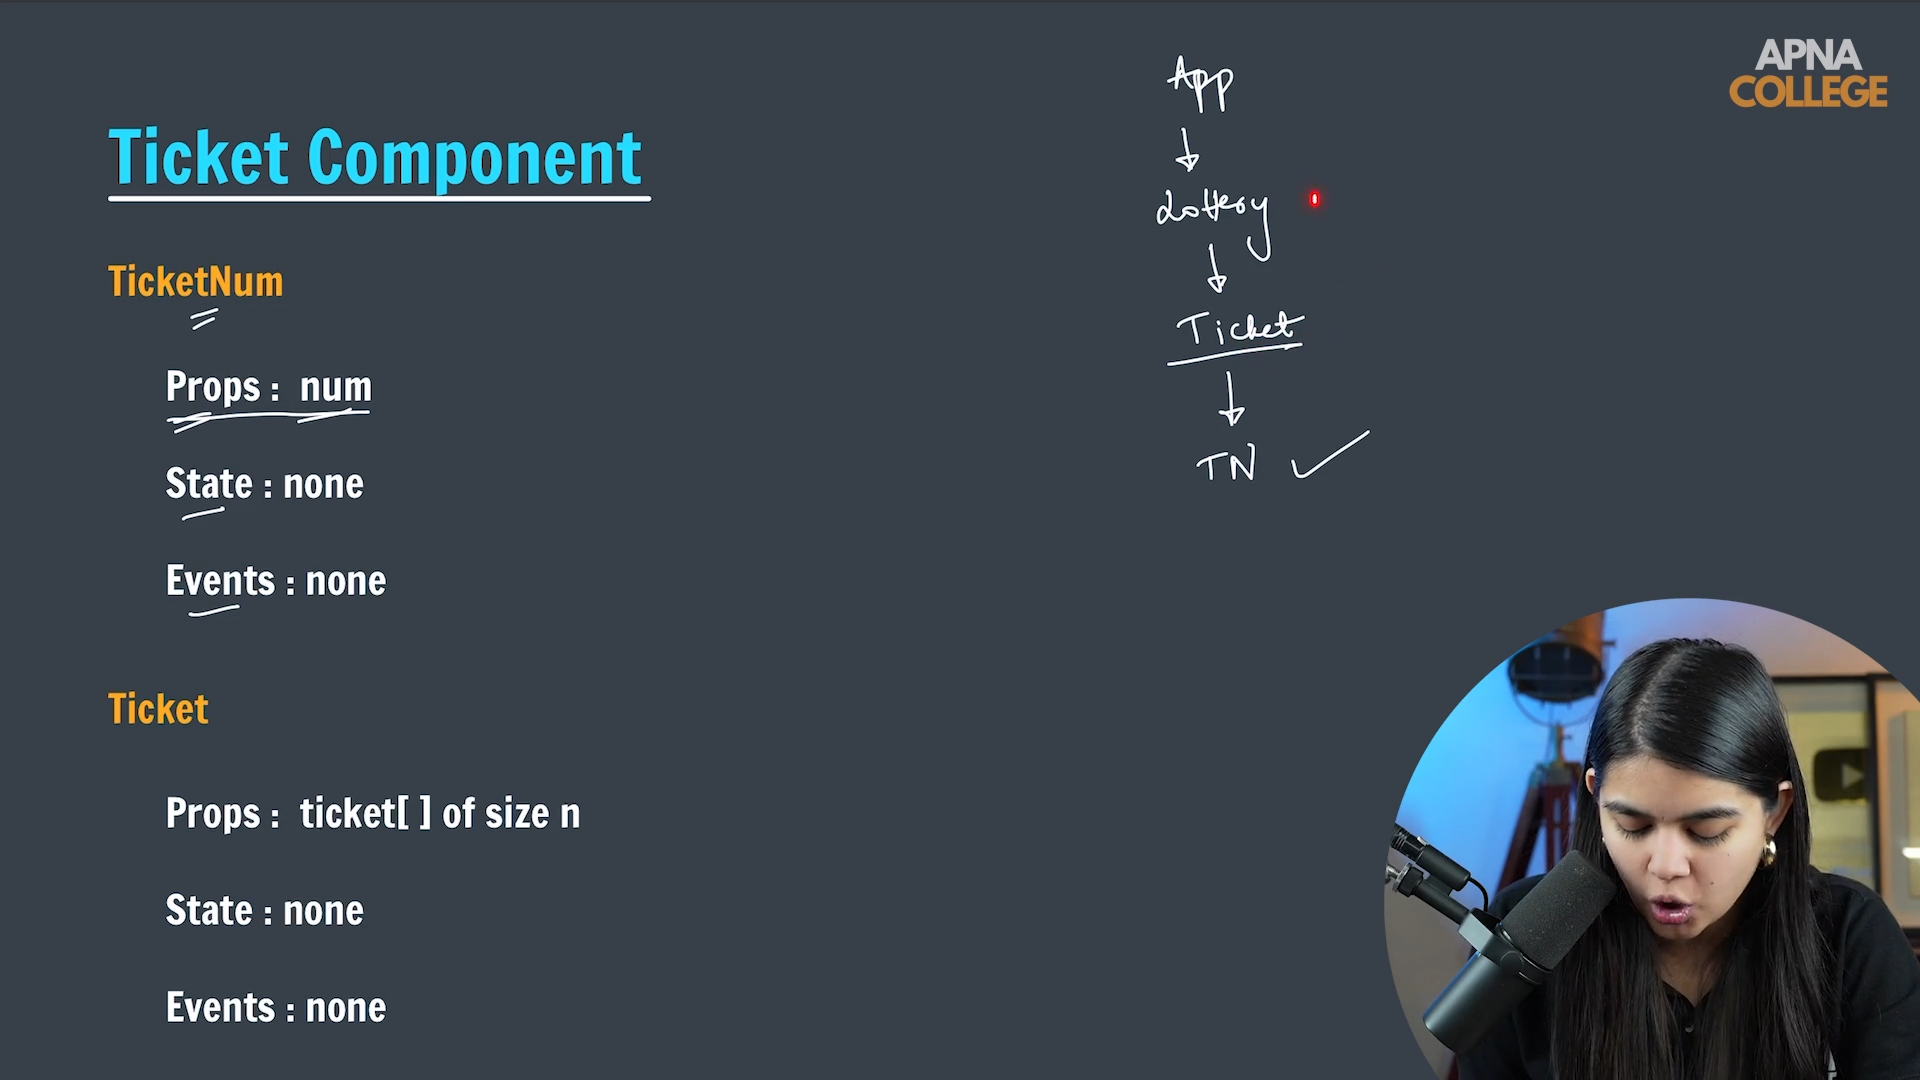 APNA
COLLEGE
Ticket Component
TicketNum
Props : num
State : none
Events : none
Ticket
Props : ticket[ ] of size n
State : none
Events : none
App
Lottery
Ticket
TN